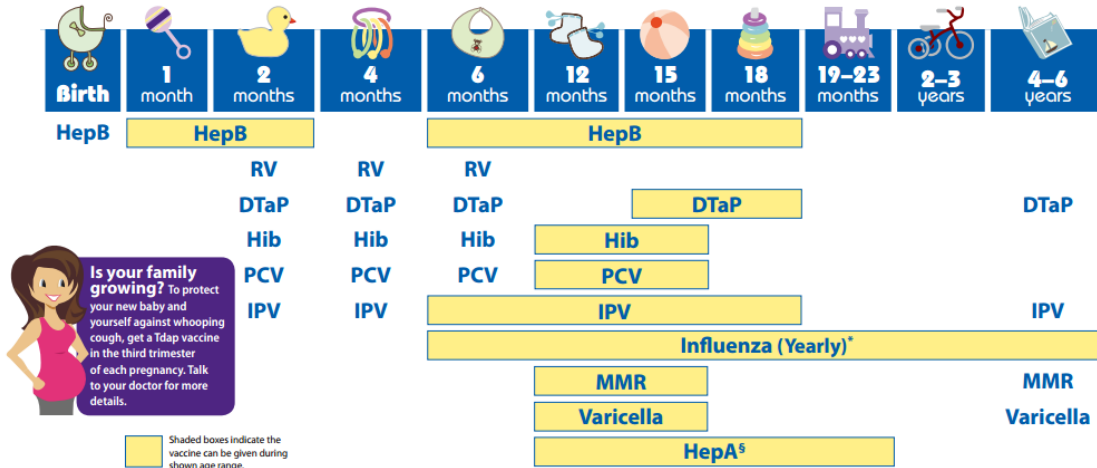 Birth
1
month
2
months
4
months
6
months
12
months
15
months
18
months
19–23
months
2–3
years
4–6
years
HepB HepB HepB
RV RV RV
DTaP DTaP DTaP DTaP DTaP
Hib Hib Hib Hib
PCV PCV PCV PCV
IPV IPV IPV IPV
Influenza (Yearly)*
MMR MMR
Varicella Varicella
HepA§
Is your family
growing? To protect
your new baby and
yourself against whooping
cough, get a Tdap vaccine
in the third trimester
of each pregnancy. Talk
to your doctor for more
details.
Shaded boxes indicate the
vaccine can be given during
shown age range.